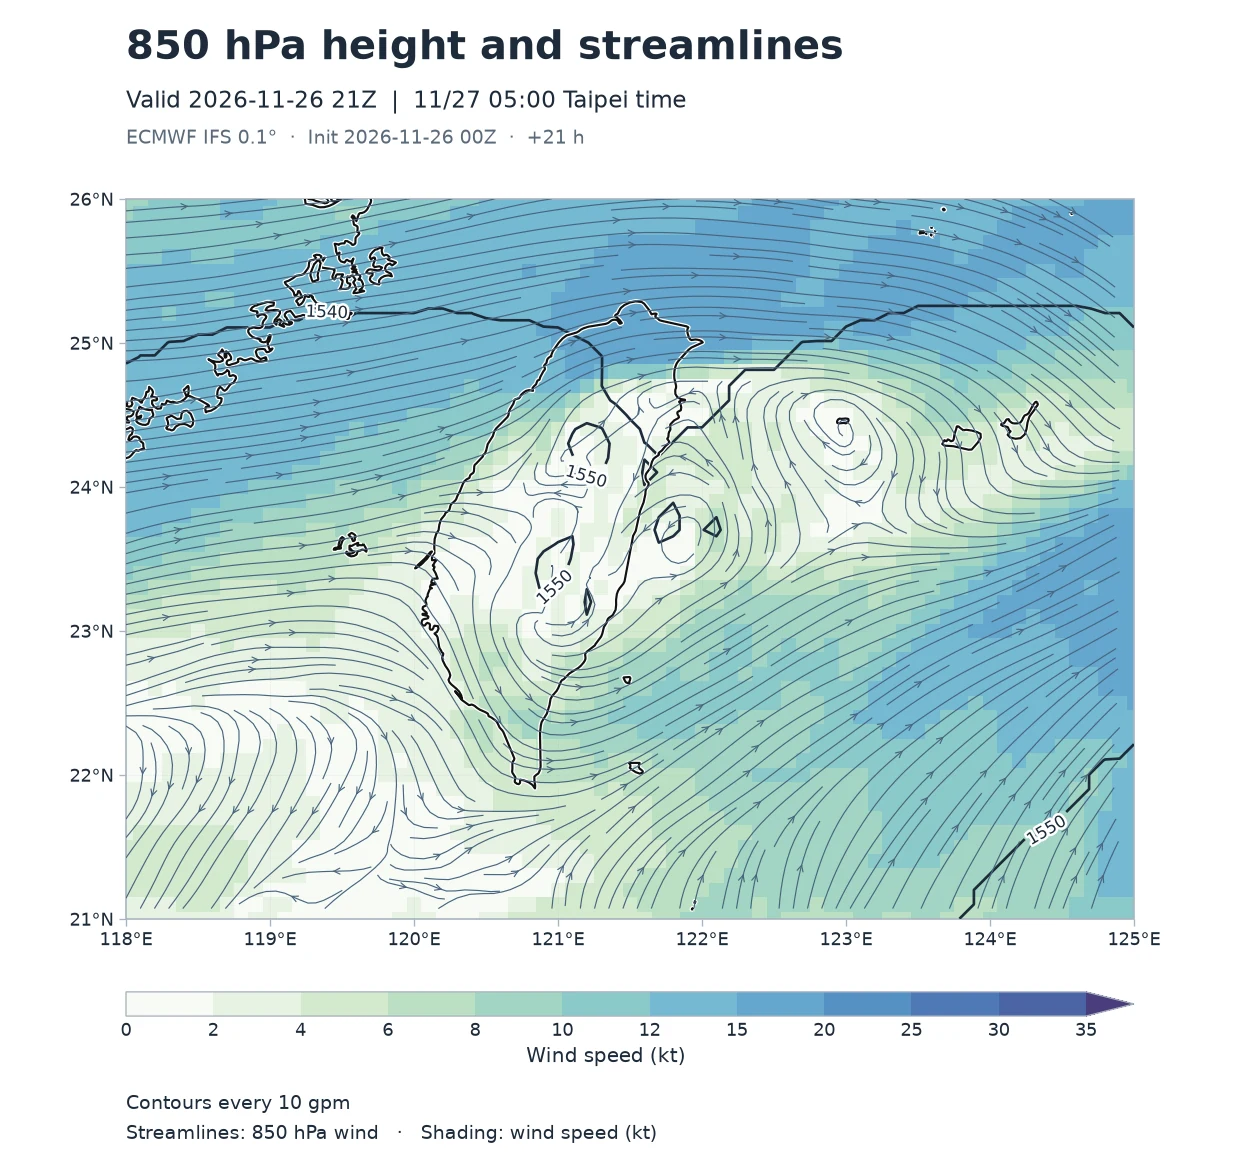 850 hPa height and streamlines
Valid 2026-11-26 21Z | 11/27 05:00 Taipei time
ECMWF IFS 0.1° · Init 2026-11-26 00Z · +21 h
26°N
1540
25°N
1550
24°N
1550
23°N
22°N
1550
21°N
118°E 119°E 120°E 121°E 122°E 123°E 124°E 125°E
0 2 4 6 8 10 12 15 20 25 30 35
Wind speed (kt)
Contours every 10 gpm
Streamlines: 850 hPa wind · Shading: wind speed (kt)